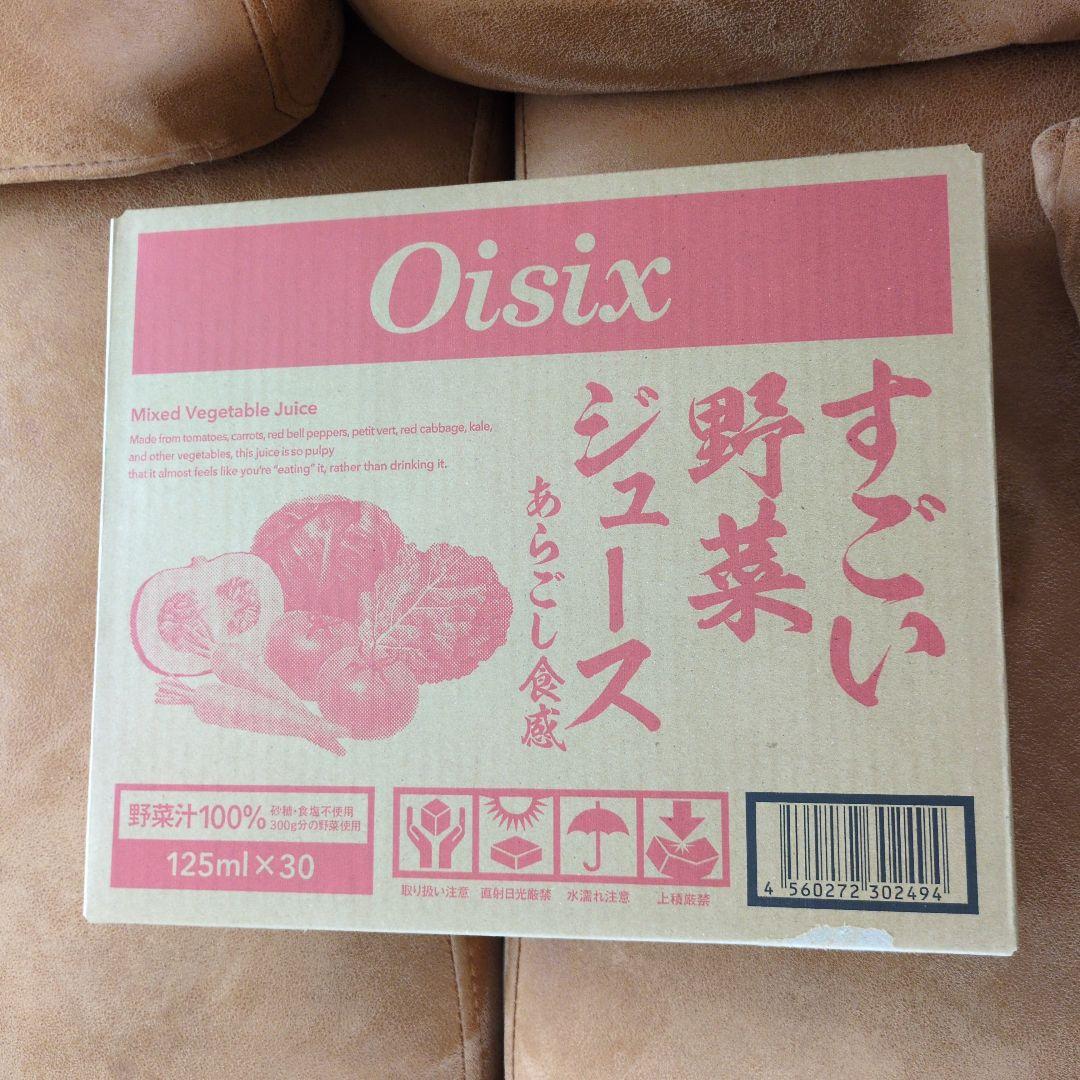 Oisix
すごい
野菜
ジュース
あらごし食感
Mixed Vegetable Juice
Made from tomatoes, carrots, red bell peppers, petit vert, red cabbage, kale,
and other vegetables, this juice is so pulpy
that it almost feels like you're "eating" it, rather than drinking it.
野菜汁100%
砂糖・食塩不使用
300g分の野菜使用
125ml×30
取り扱い注意
直射日光厳禁
水濡れ注意
上積厳禁
4 560272 302494